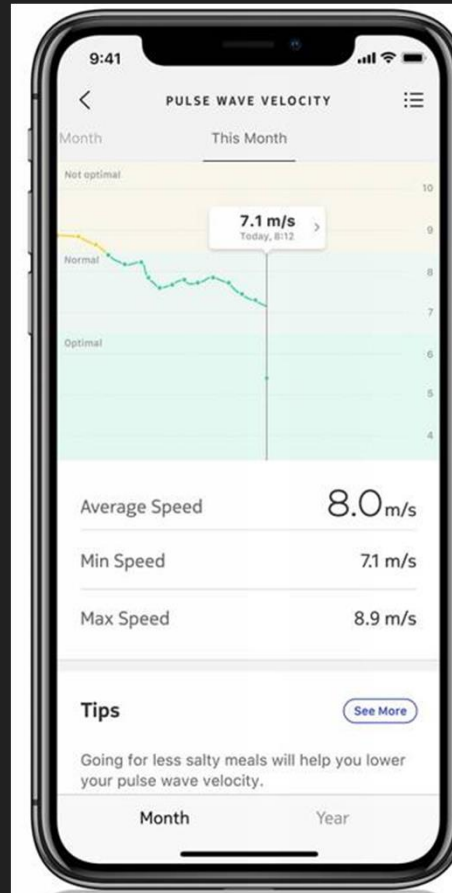 9:41
PULSE WAVE VELOCITY
Month
This Month
Not optimal
10
7.1 m/s
Today, 8:12
9
Normal
8
7
Optimal
6
5
4
Average Speed 8.0 m/s
Min Speed 7.1 m/s
Max Speed 8.9 m/s
Tips
See More
Going for less salty meals will help you lower
your pulse wave velocity.
Month
Year